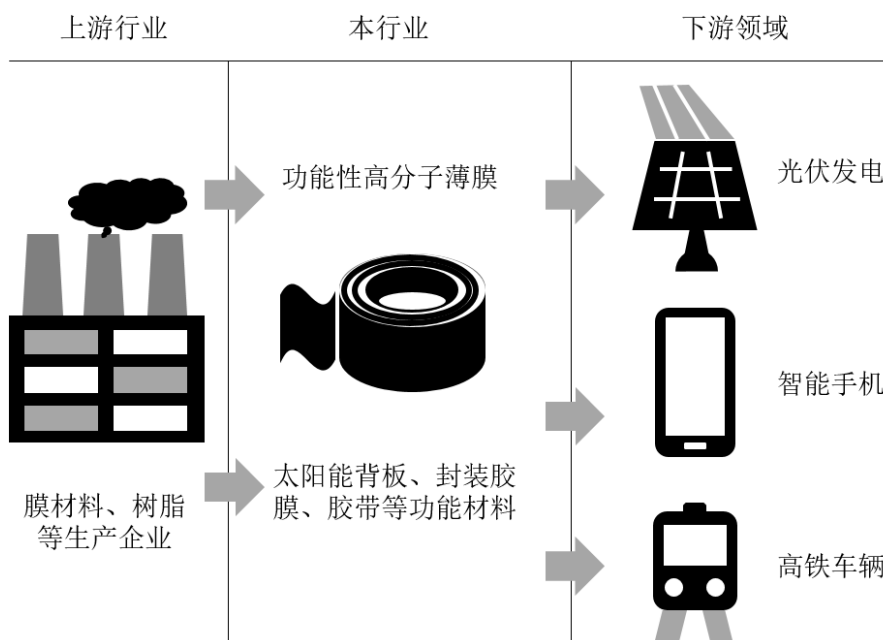 上游行业
本行业
下游领域
功能性高分子薄膜
光伏发电
智能手机
太阳能背板、封装胶
膜、胶带等功能材料
膜材料、树脂
等生产企业
高铁车辆